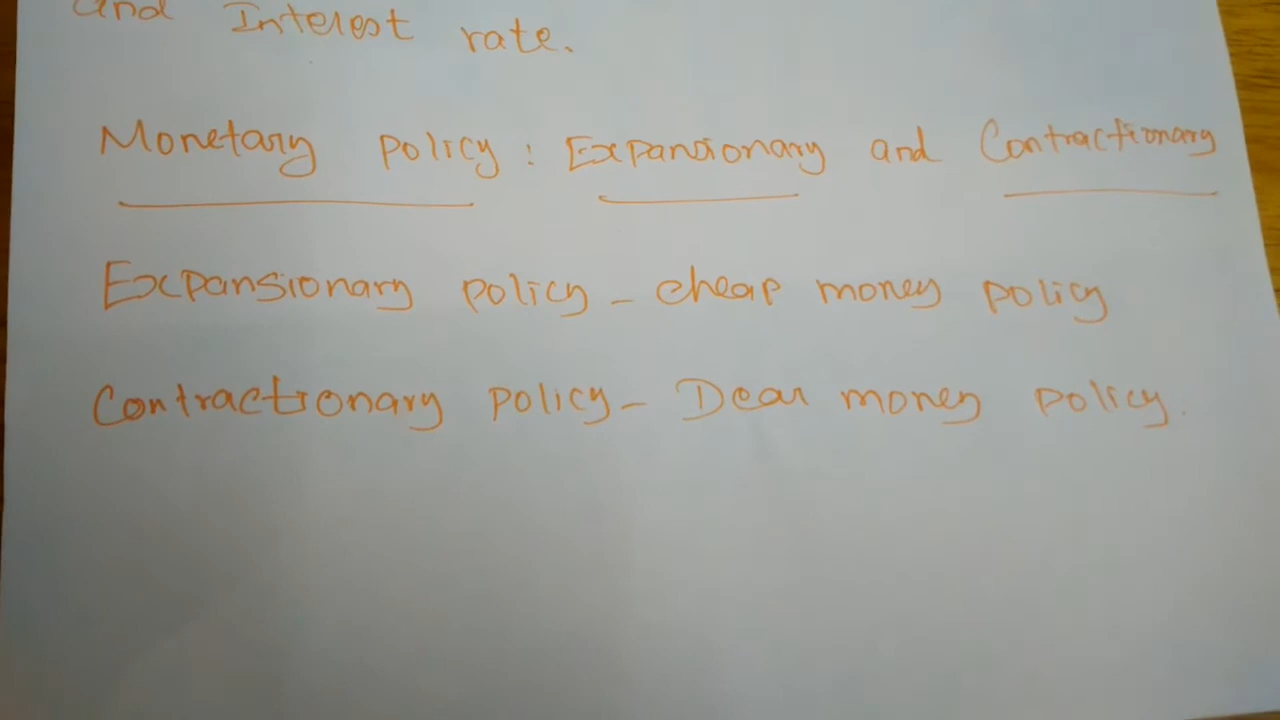 and Interest rate.
Monetary policy : Expansionary and Contractionary
Expansionary policy - cheap money policy
Contractionary policy - Dear money policy.